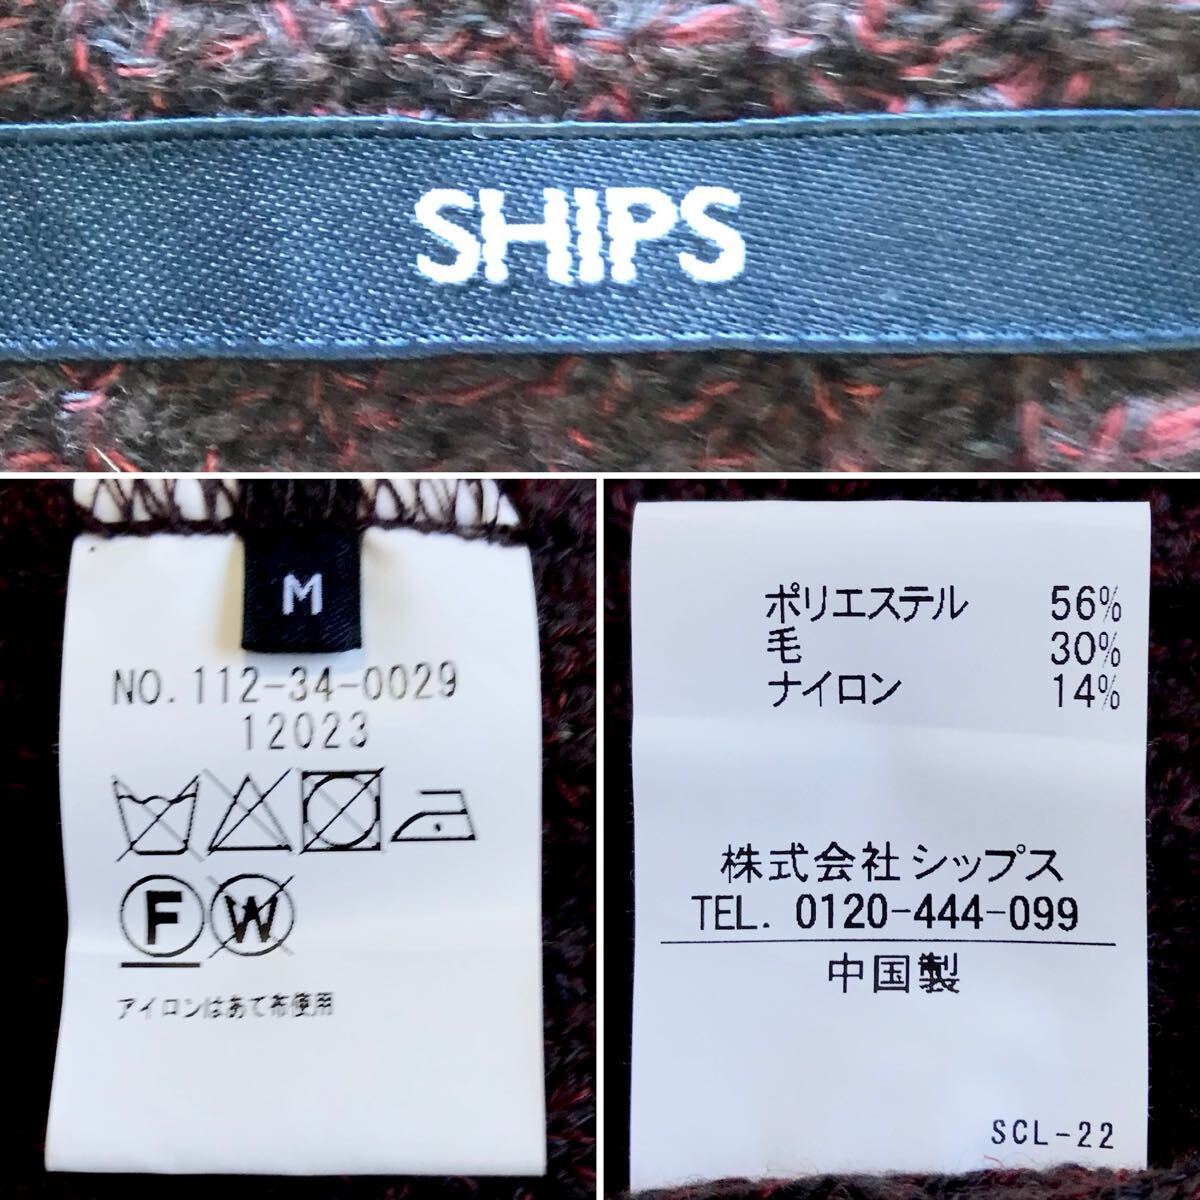 SHIPS
M
NO.112-34-0029
12023
F W
アイロンはあて布使用
ポリエステル 56%
毛 30%
ナイロン 14%
株式会社シップス
TEL. 0120-444-099
中国製
SCL-22